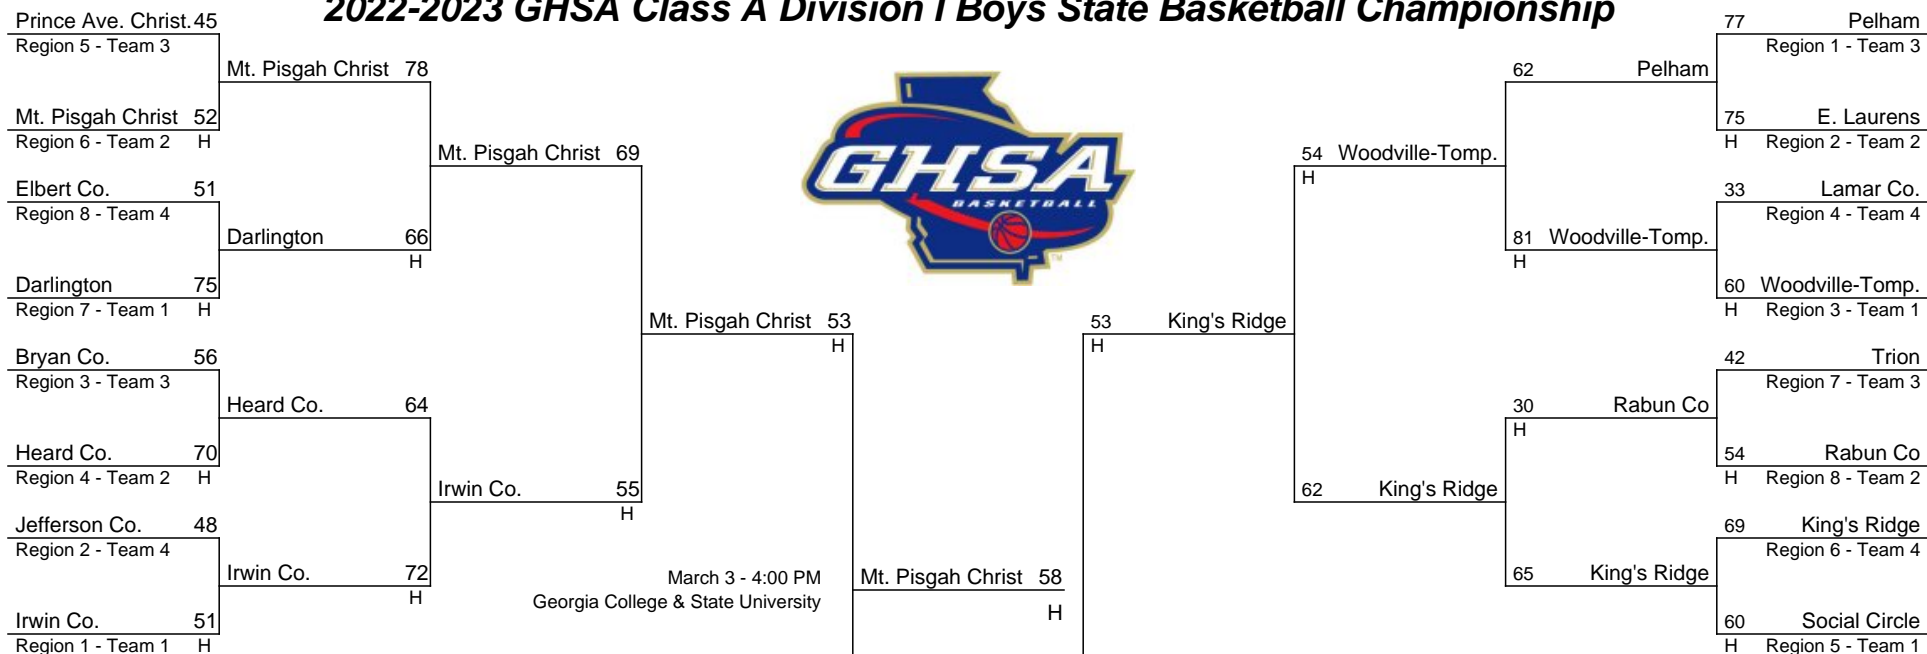 2022-2023 GHSA Class A Division I Boys State Basketball Championship
Prince Ave. Christ. 45
Region 5 - Team 3
Mt. Pisgah Christ 78
Mt. Pisgah Christ 52
Region 6 - Team 2 H
Mt. Pisgah Christ 69
Elbert Co. 51
Region 8 - Team 4
Darlington 66
H
Darlington 75
Region 7 - Team 1 H
Mt. Pisgah Christ 53
H
Bryan Co. 56
Region 3 - Team 3
Heard Co. 64
Heard Co. 70
Region 4 - Team 2 H
Irwin Co. 55
H
Jefferson Co. 48
Region 2 - Team 4
Irwin Co. 72
H
Irwin Co. 51
Region 1 - Team 1 H
March 3 - 4:00 PM
Georgia College & State University
Mt. Pisgah Christ 58
H
GHSA
BASKETBALL
TM
77 Pelham
Region 1 - Team 3
62 Pelham
75 E. Laurens
H Region 2 - Team 2
54 Woodville-Tomp.
H
33 Lamar Co.
Region 4 - Team 4
81 Woodville-Tomp.
H
60 Woodville-Tomp.
H Region 3 - Team 1
53 King's Ridge
H
42 Trion
Region 7 - Team 3
30 Rabun Co
H
54 Rabun Co
H Region 8 - Team 2
62 King's Ridge
69 King's Ridge
Region 6 - Team 4
65 King's Ridge
60 Social Circle
H Region 5 - Team 1